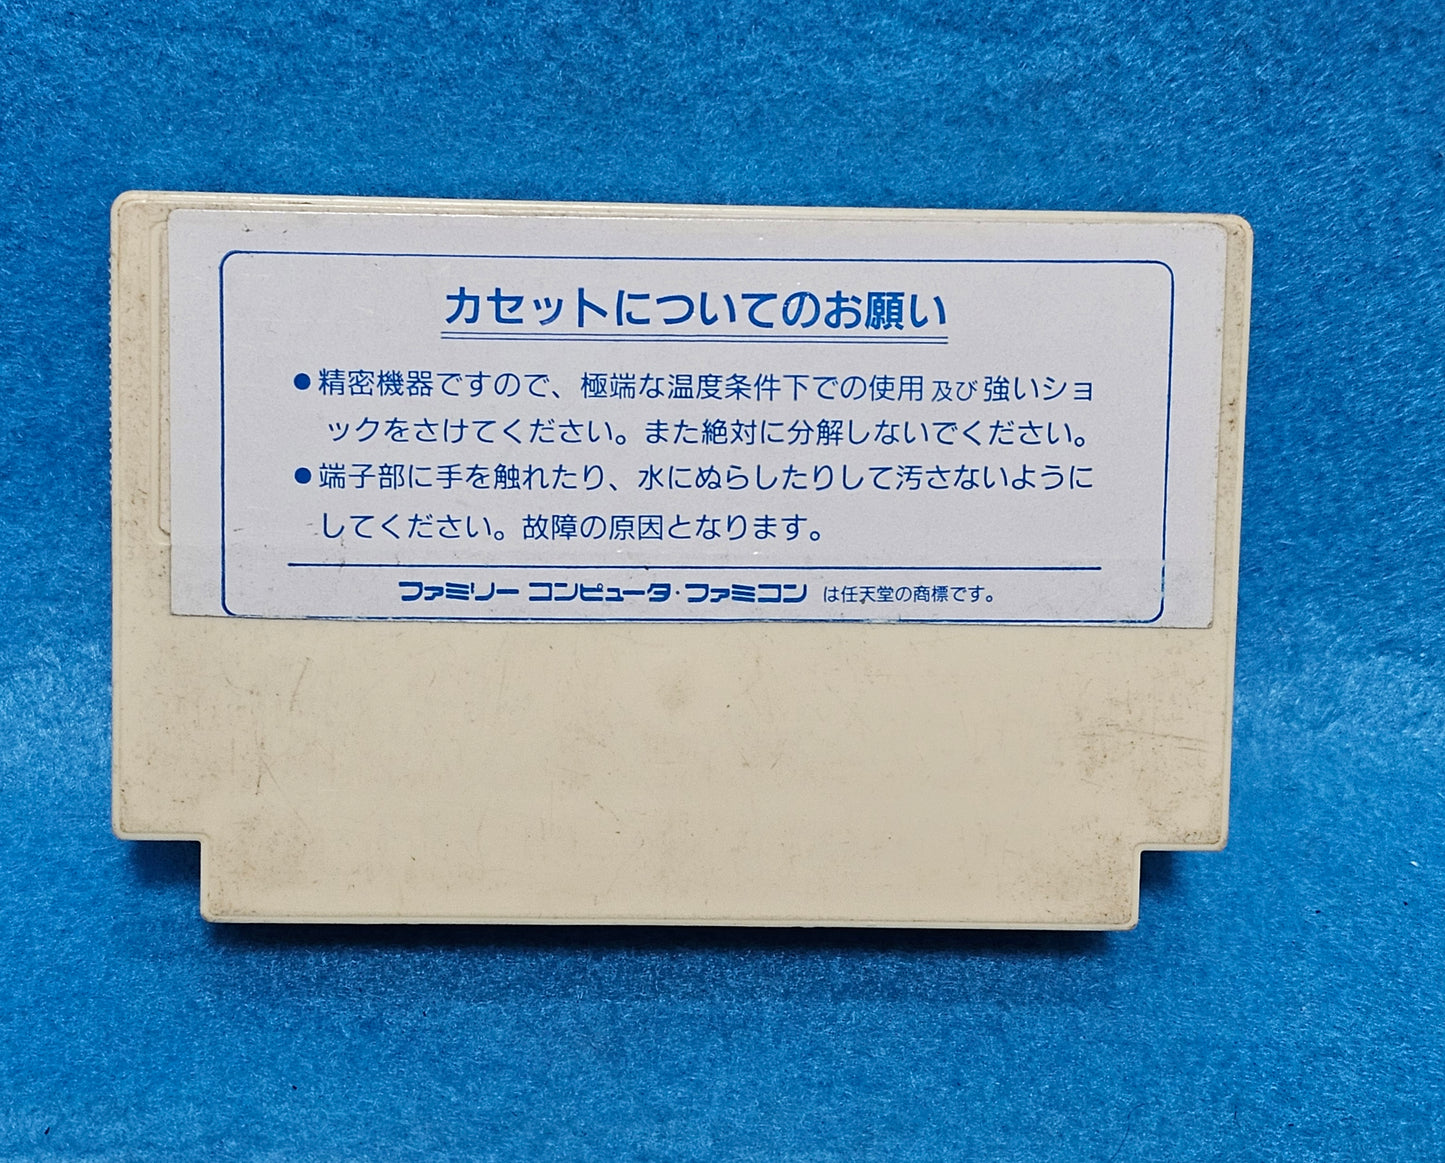 カセットについてのお願い
●精密機器ですので、極端な温度条件下での使用及び強いショ
ックをさけてください。また絶対に分解しないでください。
●端子部に手を触れたり、水にぬらしたりして汚さないように
してください。故障の原因となります。
ファミリー コンピュータ・ファミコン は任天堂の商標です。